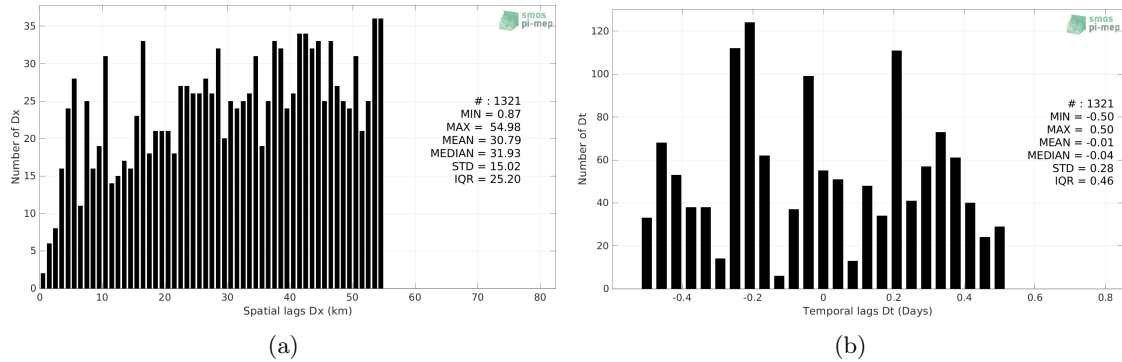 smos
pi-mep
35
30
25
20
15
10
5
0
Number of Dx
# : 1321
MIN = 0.87
MAX = 54.98
MEAN = 30.79
MEDIAN = 31.93
STD = 15.02
IQR = 25.20
0 10 20 30 40 50 60 70 80
Spatial lags Dx (km)
(a)
smos
pi-mep
120
100
80
60
40
20
0
Number of Dt
# : 1321
MIN = -0.50
MAX = 0.50
MEAN = -0.01
MEDIAN = -0.04
STD = 0.28
IQR = 0.46
-0.4 -0.2 0 0.2 0.4 0.6 0.8
Temporal lags Dt (Days)
(b)